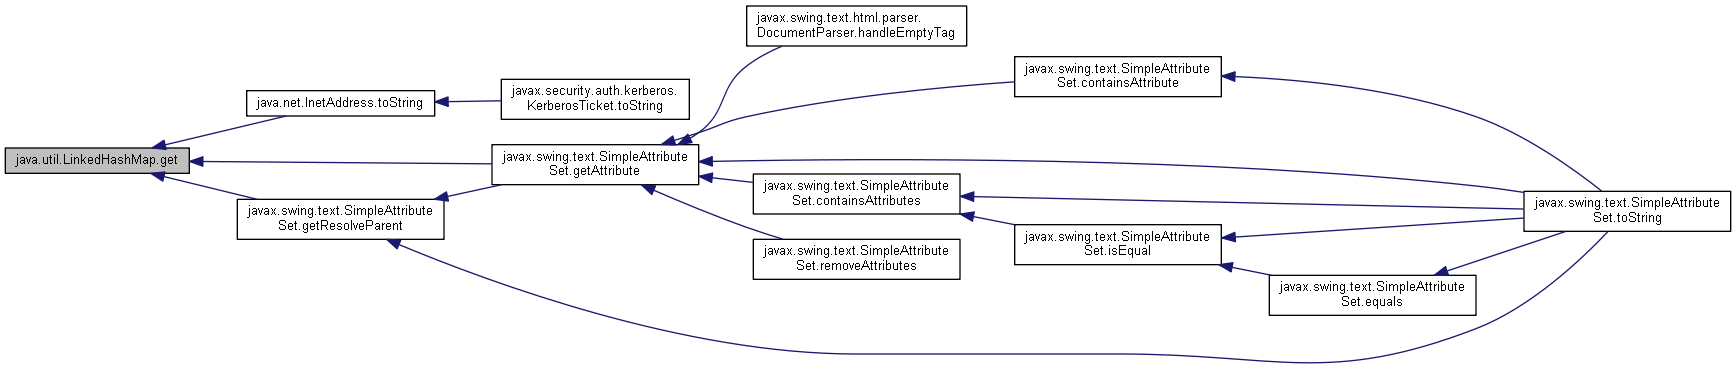 javax.swing.text.html.parser.
DocumentParser.handleEmptyTag
javax.swing.text.SimpleAttribute
Set.containsAttribute
javax.security.auth.kerberos.
KerberosTicket.toString
java.net.InetAddress.toString
java.util.LinkedHashMap.get
javax.swing.text.SimpleAttribute
Set.getAttribute
javax.swing.text.SimpleAttribute
Set.containsAttributes
javax.swing.text.SimpleAttribute
Set.toString
javax.swing.text.SimpleAttribute
Set.getResolveParent
javax.swing.text.SimpleAttribute
Set.isEqual
javax.swing.text.SimpleAttribute
Set.removeAttributes
javax.swing.text.SimpleAttribute
Set.equals